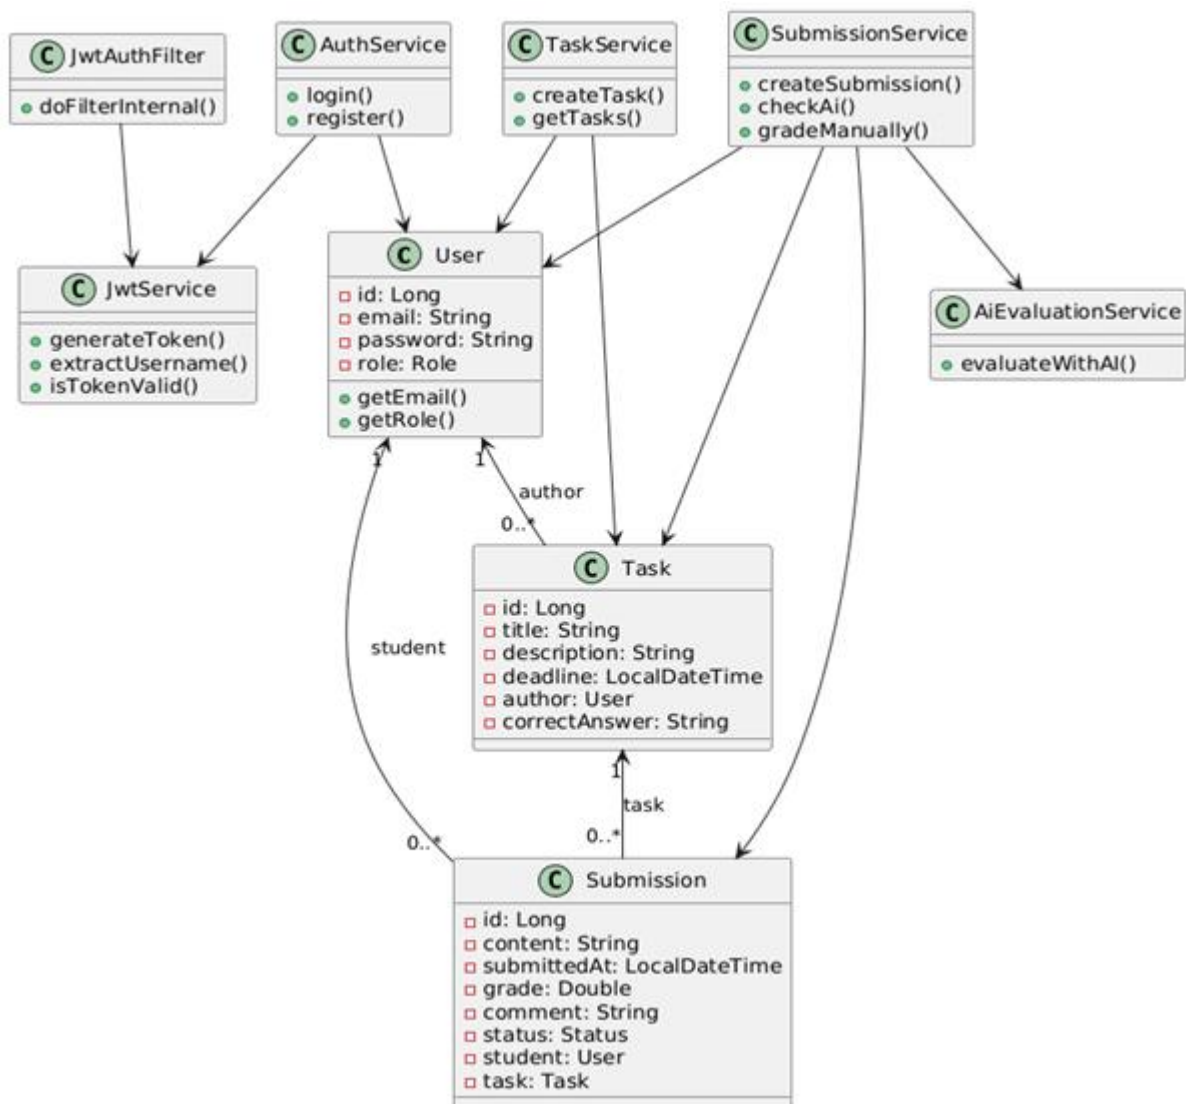 C JwtAuthFilter
doFilterInternal()
C AuthService
login()
register()
C TaskService
createTask()
getTasks()
C SubmissionService
createSubmission()
checkAi()
gradeManually()
C JwtService
generateToken()
extractUsername()
isTokenValid()
C User
id: Long
email: String
password: String
role: Role
getEmail()
getRole()
C AiEvaluationService
evaluateWithAI()
1
1
author
0..*
student
C Task
id: Long
title: String
description: String
deadline: LocalDateTime
author: User
correctAnswer: String
1
task
0..*
0..*
C Submission
id: Long
content: String
submittedAt: LocalDateTime
grade: Double
comment: String
status: Status
student: User
task: Task